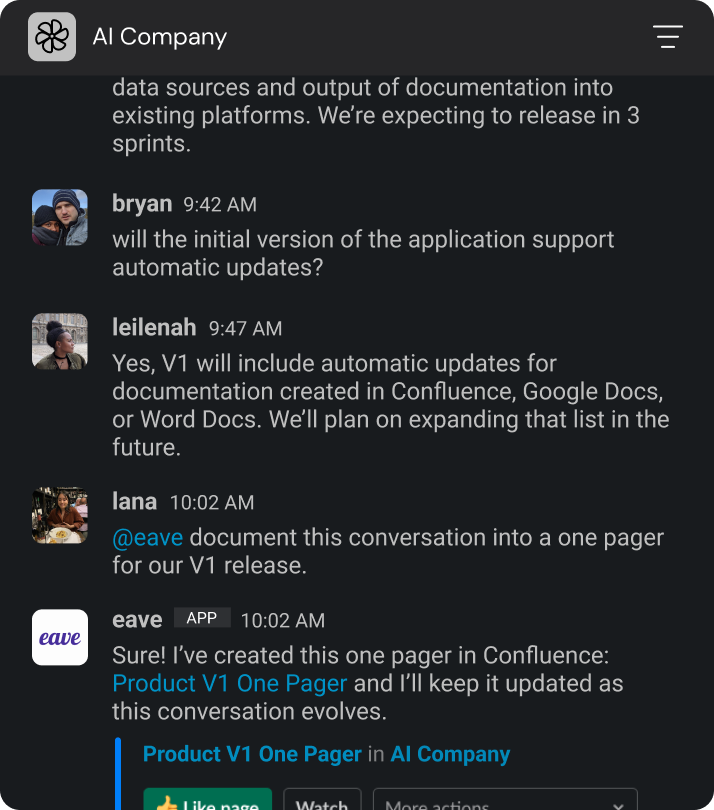 AI Company
data sources and output of documentation into
existing platforms. We’re expecting to release in 3
sprints.
bryan 9:42 AM
will the initial version of the application support
automatic updates?
leilenah 9:47 AM
Yes, V1 will include automatic updates for
documentation created in Confluence, Google Docs,
or Word Docs. We’ll plan on expanding that list in the
future.
lana 10:02 AM
@eave document this conversation into a one pager
for our V1 release.
eave APP 10:02 AM
eave
Sure! I’ve created this one pager in Confluence:
Product V1 One Pager and I’ll keep it updated as
this conversation evolves.
Product V1 One Pager in AI Company
👍 Like page Watch More actions